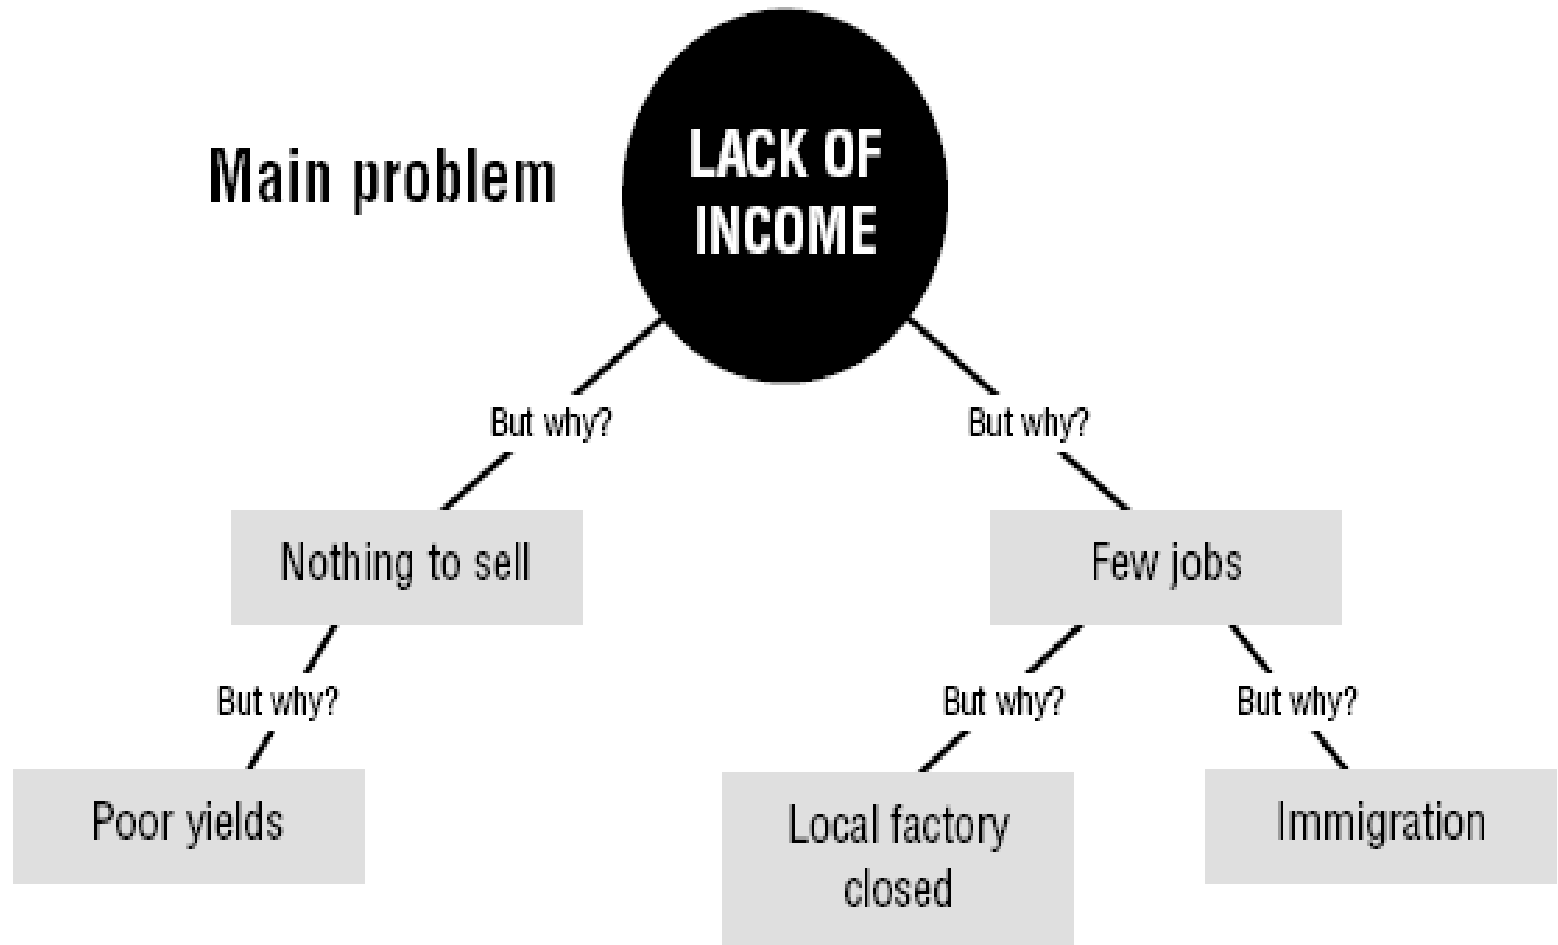 Main problem
LACK OF
INCOME
But why?
But why?
Nothing to sell
Few jobs
But why?
But why?
But why?
Poor yields
Local factory
closed
Immigration